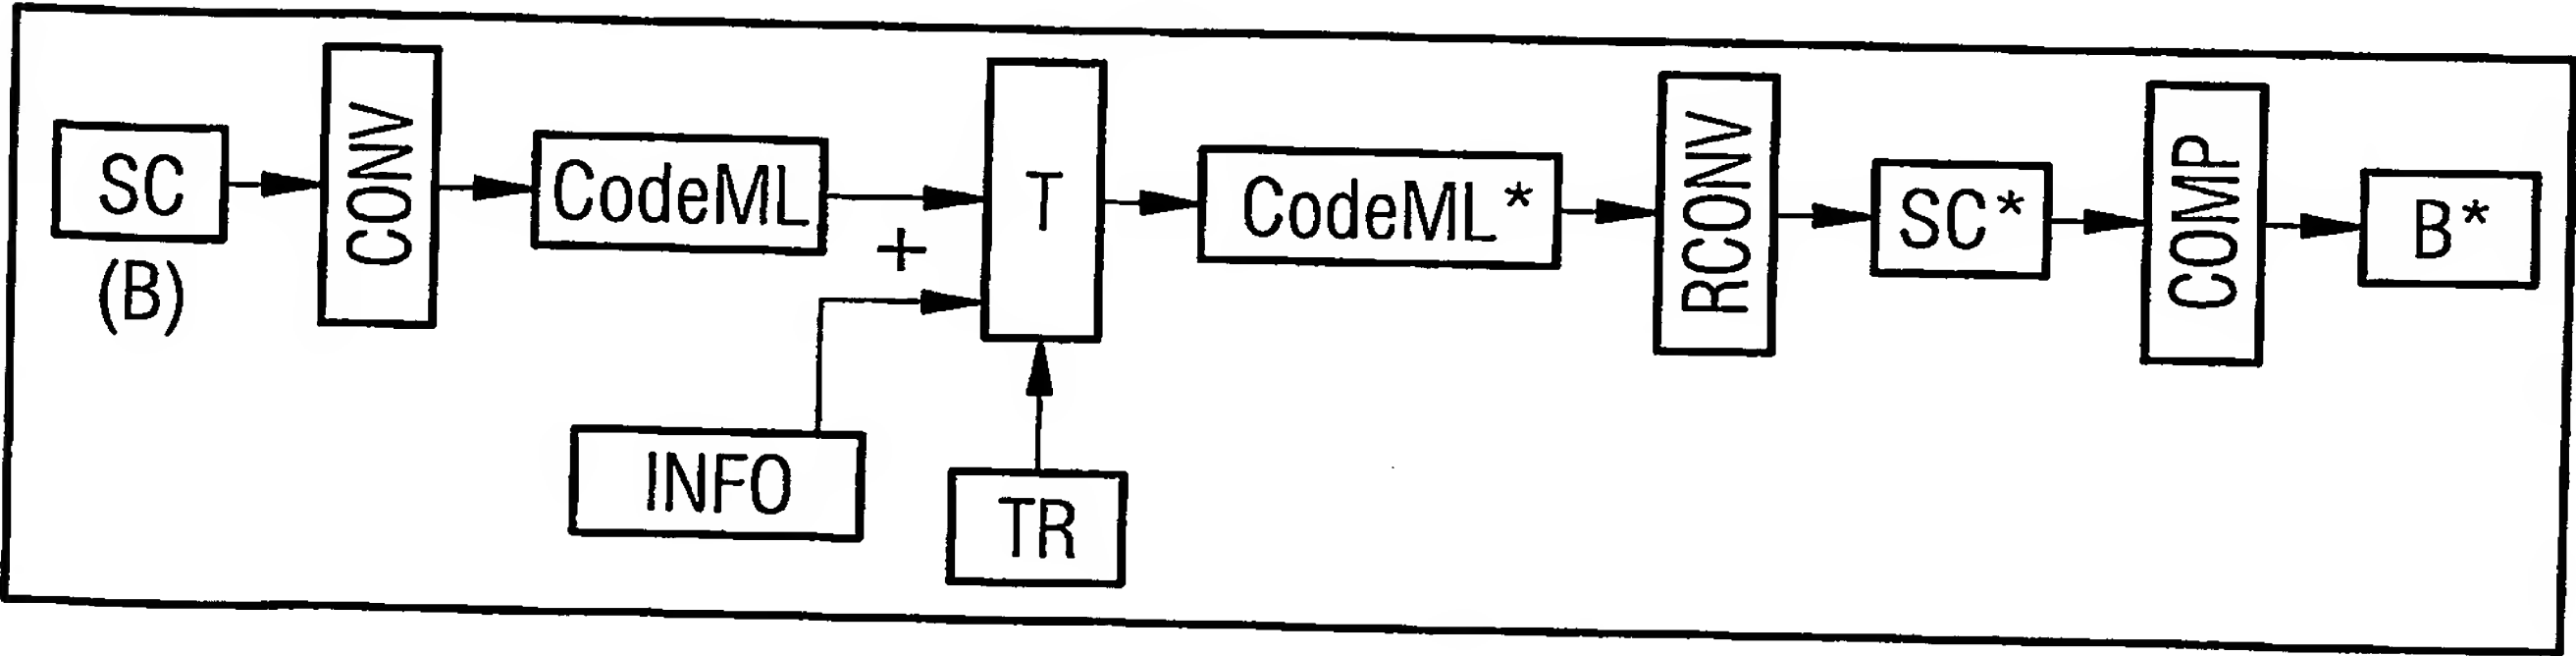 SC
(B)
CONV
CodeML
+
INFO
T
TR
CodeML*
RCONV
SC*
COMP
B*